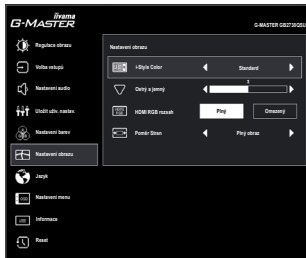 iiyama
G-MASTER
G-MASTER GB2730QSU
Regulace obrazu
Volba vstupů
Nastavení audio
Uložit uživ. nastav.
Nastavení barev
Nastavení obrazu
Jazyk
Nastavení menu
Informace
Reset
Nastavení obrazu
i-Style Color
Standard
Ostrý a jemný
3
HDMI RGB rozsah
Plný
Omezený
Poměr Stran
Plný obraz